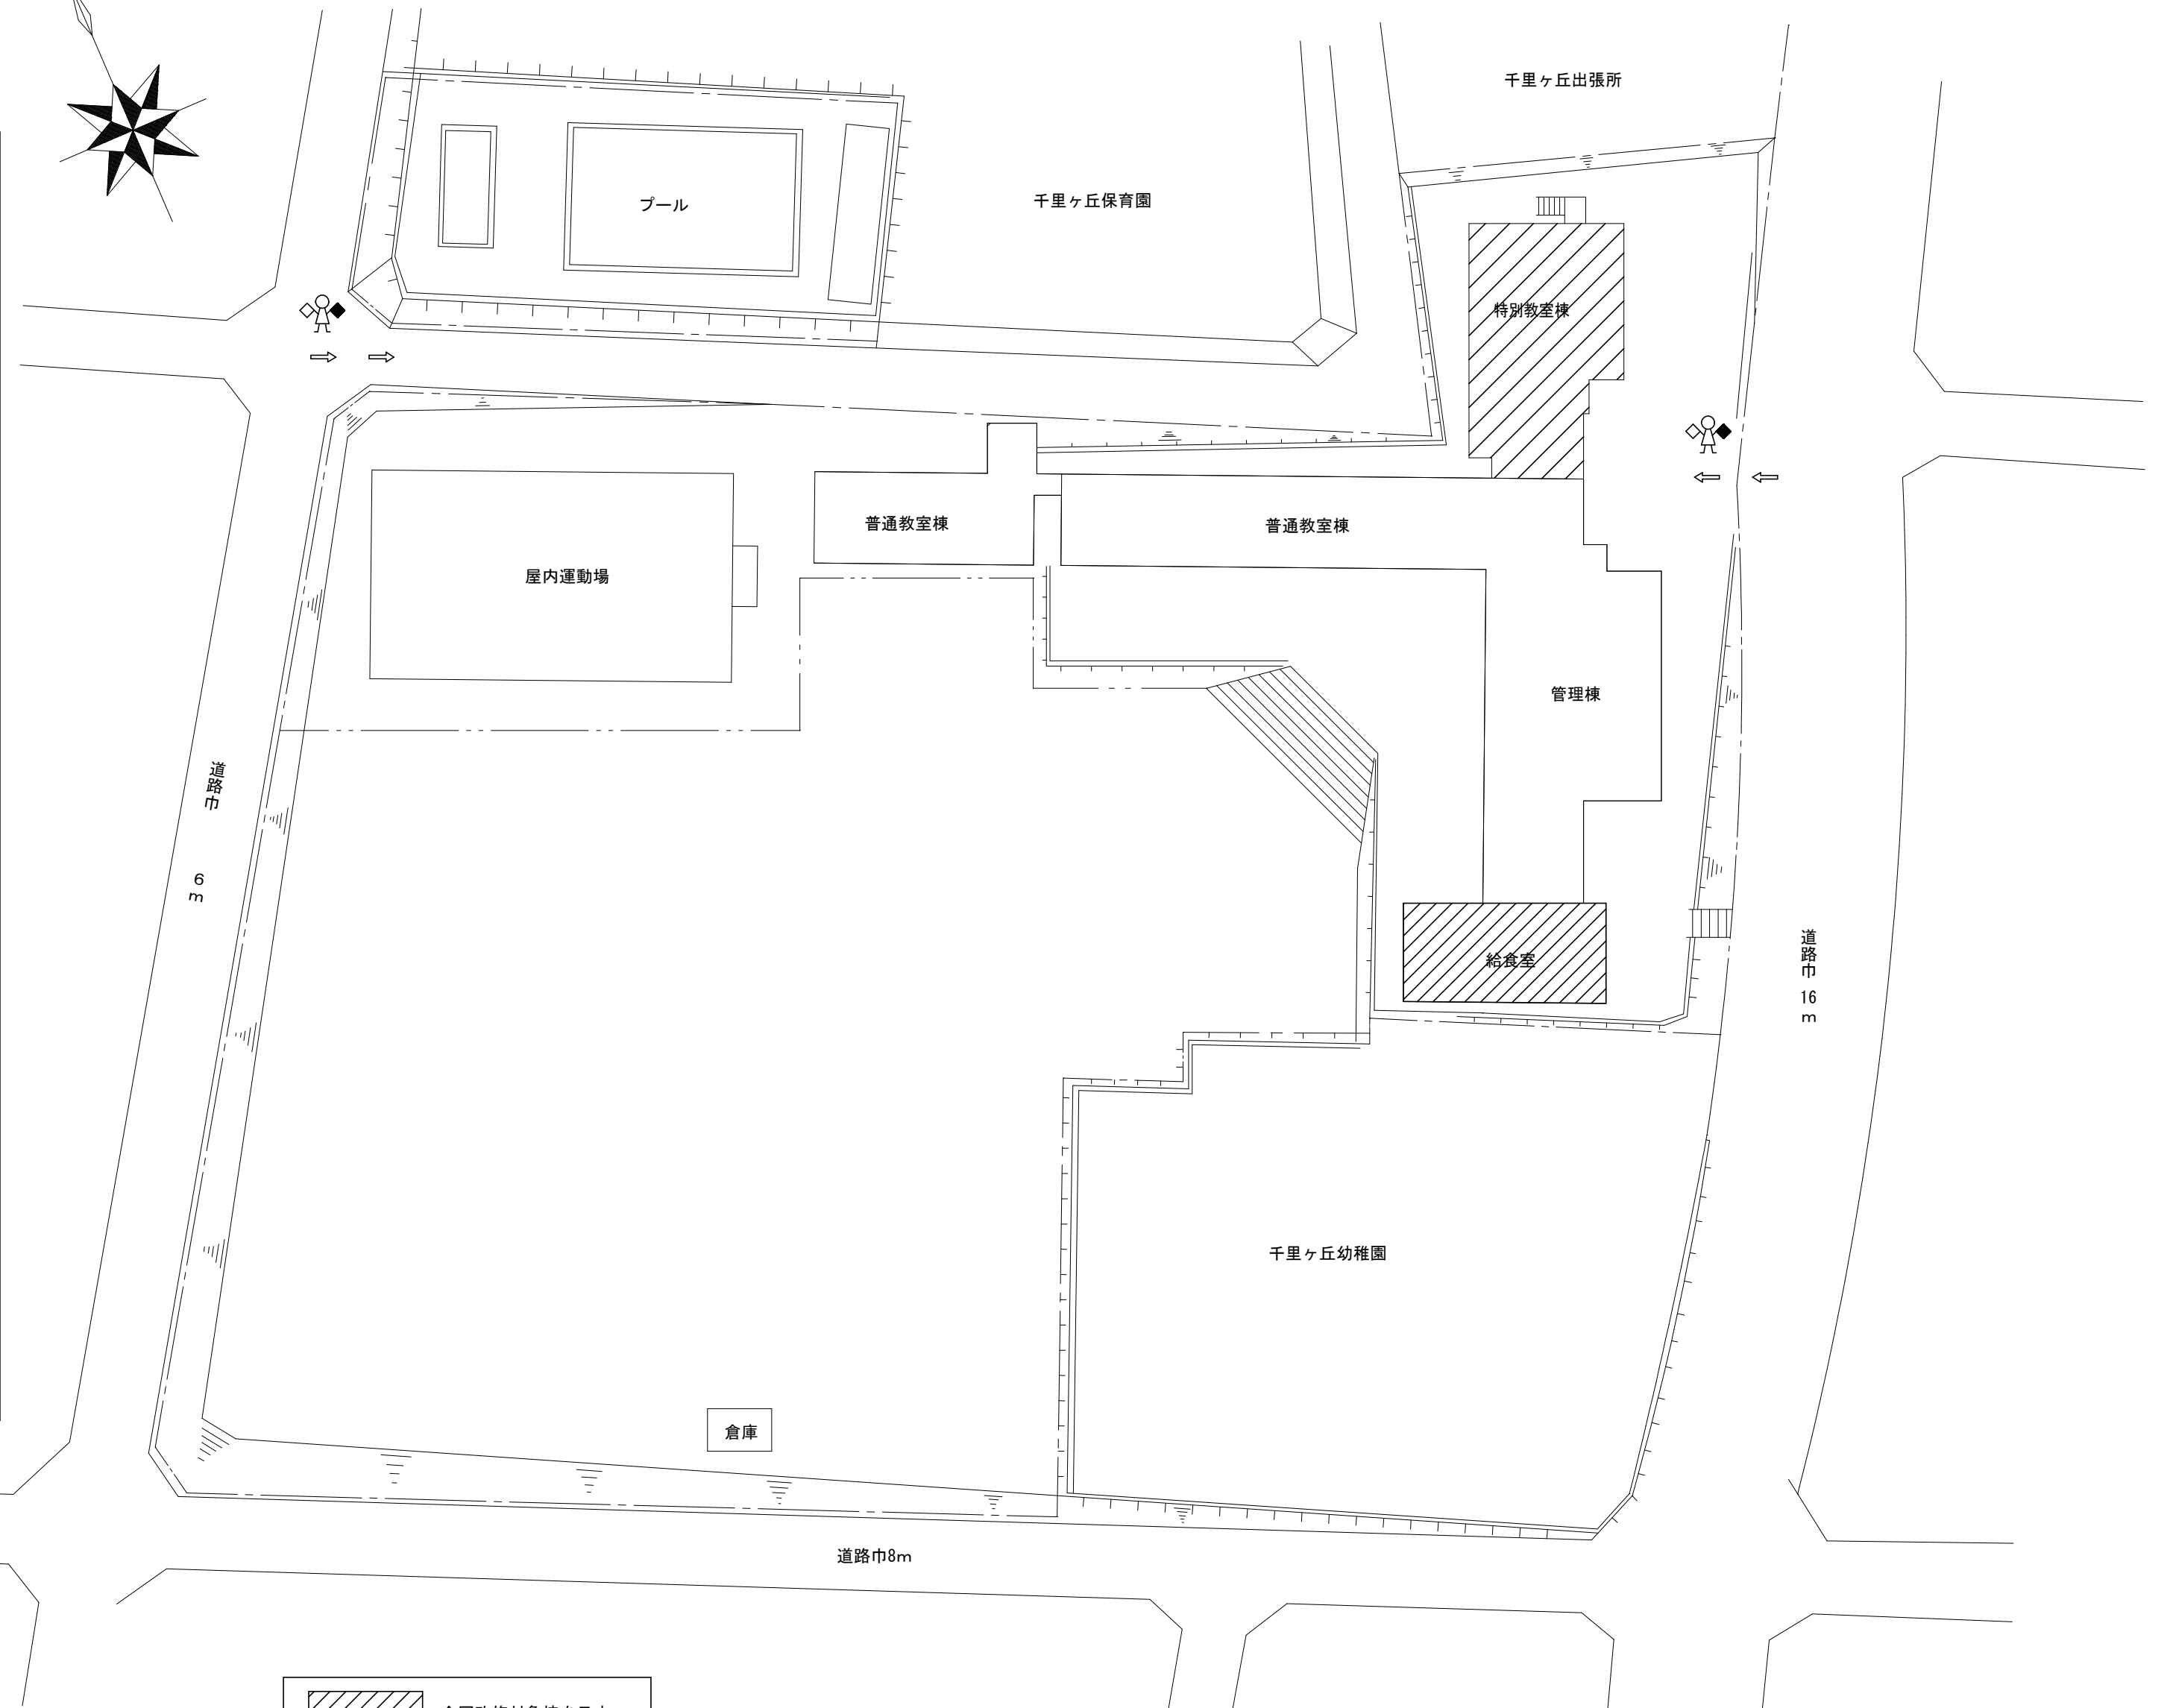 千里ヶ丘出張所
プール
千里ヶ丘保育園
特別教室棟
普通教室棟
普通教室棟
屋内運動場
管理棟
道路巾 6m
給食室
道路巾 16m
千里ヶ丘幼稚園
倉庫
道路巾8m